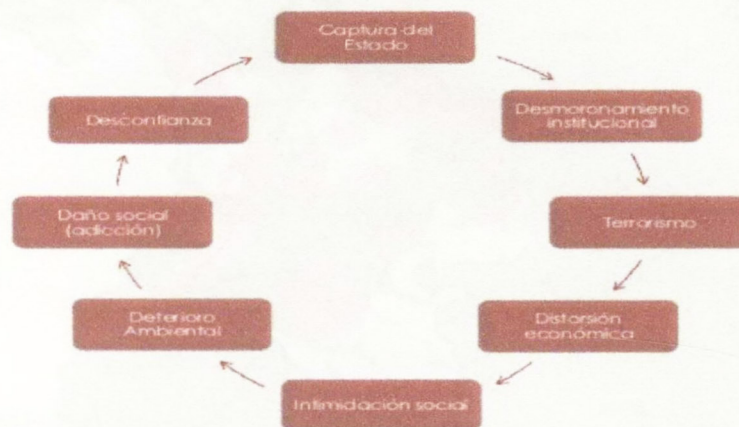 Captura del
Estado
Desmoronamiento
institucional
Terrorismo
Distorsión
económica
Intimidación social
Deterioro
Ambiental
Daño social
(adicción)
Desconfianza